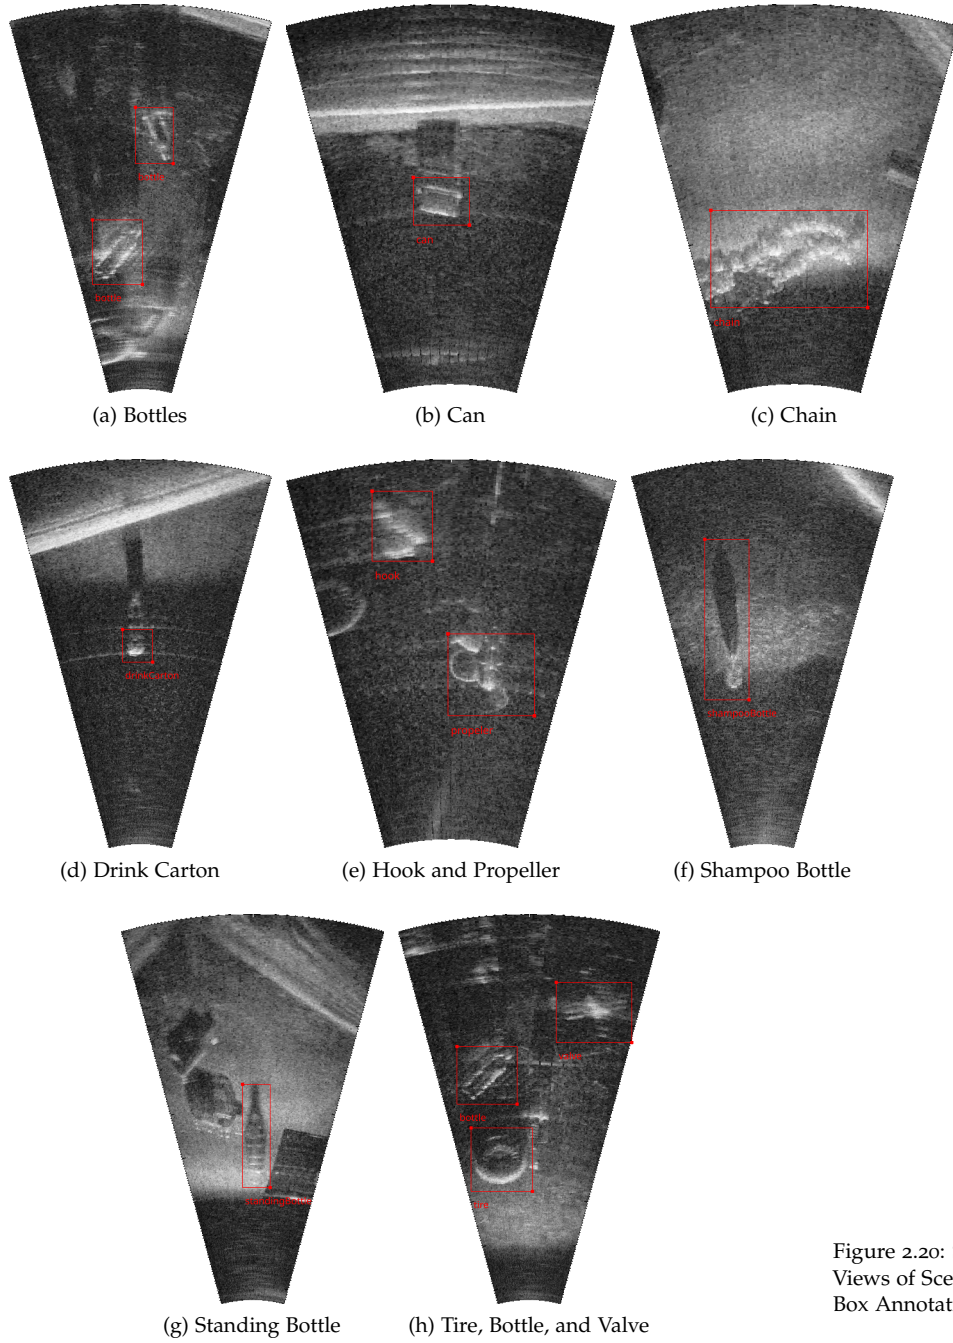 bottle
(a) Bottles
(b) Can
chain
(c) Chain
(d) Drink Carton
hook
propeller
(e) Hook and Propeller
(f) Shampoo Bottle
(g) Standing Bottle
valve
bottle
tire
(h) Tire, Bottle, and Valve
Figure 2.20:
Views of Sce
Box Annotat